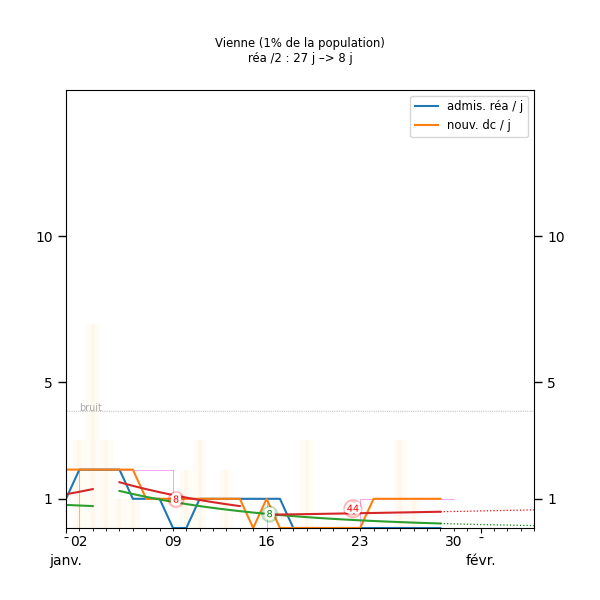 Vienne (1% de la population)
réa /2 : 27 j –> 8 j
admis. réa / j
nouv. dc / j
10 10
5 5
bruit
1 1
8
8
44
02 09 16 23 30 -
janv. févr.